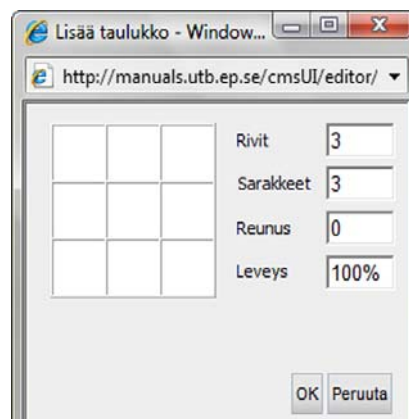 Lisää taulukko - Window...
http://manuals.utb.ep.se/cmsUI/editor/
Rivit 3
Sarakkeet 3
Reunus 0
Leveys 100%
OK Peruuta